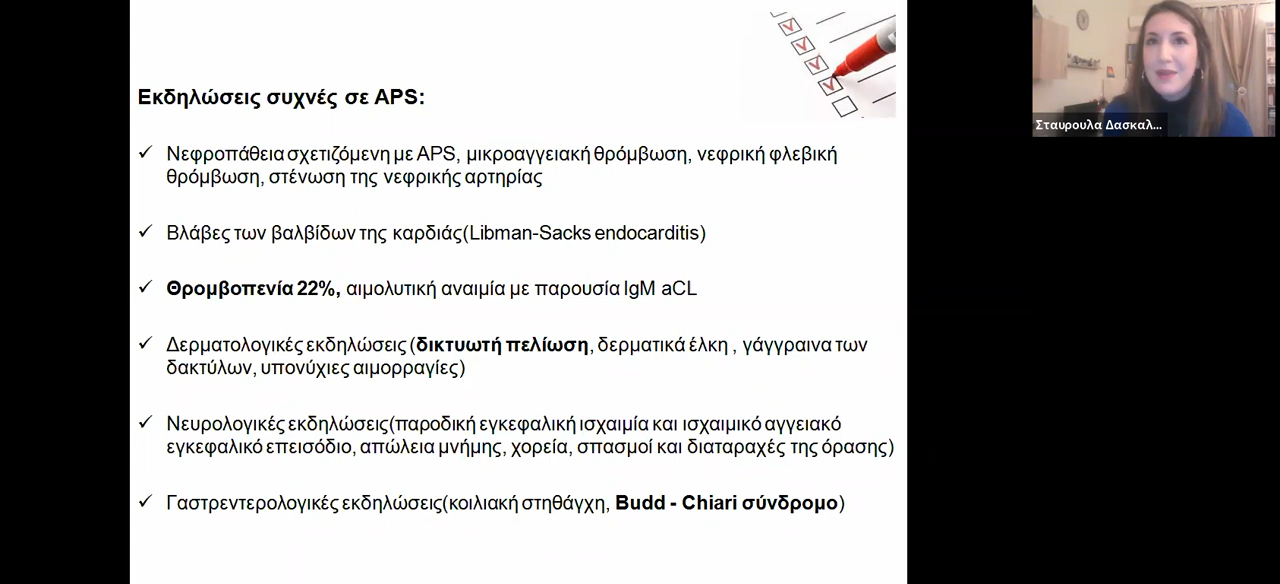 Εκδηλώσεις συχνές σε APS:
Νεφροπάθεια σχετιζόμενη με APS, μικροαγγειακή θρόμβωση, νεφρική φλεβική
θρόμβωση, στένωση της νεφρικής αρτηρίας
Βλάβες των βαλβίδων της καρδιάς(Libman-Sacks endocarditis)
Θρομβοπενία 22%, αιμολυτική αναιμία με παρουσία IgM aCL
Δερματολογικές εκδηλώσεις (δικτυωτή πελίωση, δερματικά έλκη , γάγγραινα των
δακτύλων, υπονύχιες αιμορραγίες)
Νευρολογικές εκδηλώσεις(παροδική εγκεφαλική ισχαιμία και ισχαιμικό αγγειακό
εγκεφαλικό επεισόδιο, απώλεια μνήμης, χορεία, σπασμοί και διαταραχές της όρασης)
Γαστρεντερολογικές εκδηλώσεις(κοιλιακή στηθάγχη, Budd - Chiari σύνδρομο)
Σταυρουλα Δασκαλ...